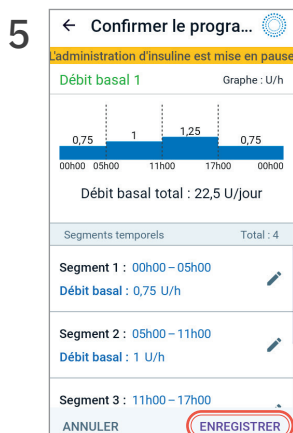 5
← Confirmer le progra...
L'administration d'insuline est mise en pause
Débit basal 1 Graphe : U/h
0,75 1 1,25 0,75
00h00 05h00 11h00 17h00 00h00
Débit basal total : 22,5 U/jour
Segments temporels Total : 4
Segment 1 : 00h00 – 05h00
Débit basal : 0,75 U/h
Segment 2 : 05h00 – 11h00
Débit basal : 1 U/h
Segment 3 : 11h00 – 17h00
ANNULER ENREGISTRER